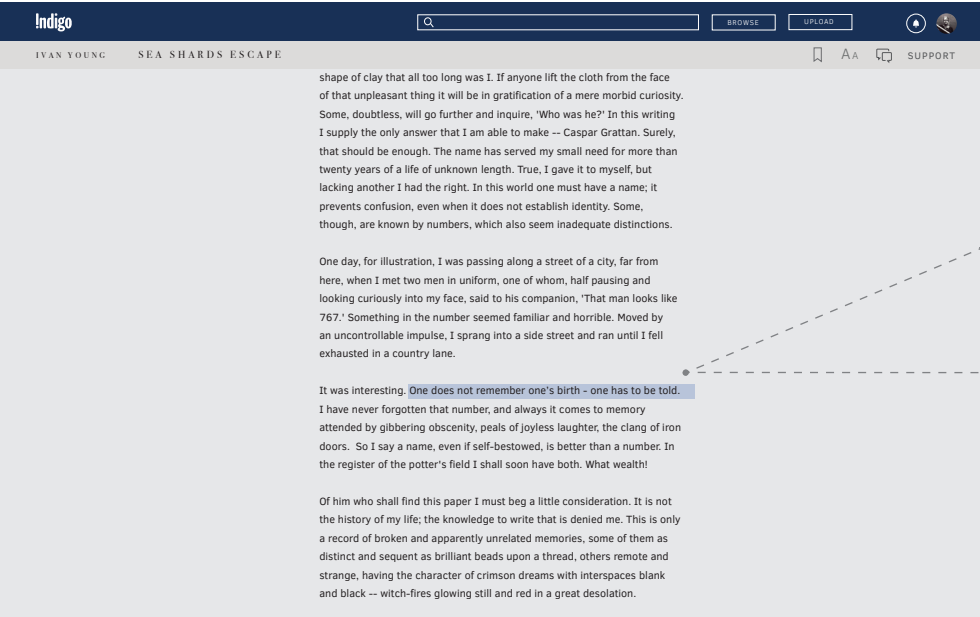 Indigo
BROWSE
UPLOAD
IVAN YOUNG
SEA SHARDS ESCAPE
AA
SUPPORT
shape of clay that all too long was I. If anyone lift the cloth from the face
of that unpleasant thing it will be in gratification of a mere morbid curiosity.
Some, doubtless, will go further and inquire, 'Who was he?' In this writing
I supply the only answer that I am able to make -- Caspar Grattan. Surely,
that should be enough. The name has served my small need for more than
twenty years of a life of unknown length. True, I gave it to myself, but
lacking another I had the right. In this world one must have a name; it
prevents confusion, even when it does not establish identity. Some,
though, are known by numbers, which also seem inadequate distinctions.
One day, for illustration, I was passing along a street of a city, far from
here, when I met two men in uniform, one of whom, half pausing and
looking curiously into my face, said to his companion, 'That man looks like
767.' Something in the number seemed familiar and horrible. Moved by
an uncontrollable impulse, I sprang into a side street and ran until I fell
exhausted in a country lane.
It was interesting. One does not remember one's birth - one has to be told.
I have never forgotten that number, and always it comes to memory
attended by gibbering obscenity, peals of joyless laughter, the clang of iron
doors.  So I say a name, even if self-bestowed, is better than a number. In
the register of the potter's field I shall soon have both. What wealth!
Of him who shall find this paper I must beg a little consideration. It is not
the history of my life; the knowledge to write that is denied me. This is only
a record of broken and apparently unrelated memories, some of them as
distinct and sequent as brilliant beads upon a thread, others remote and
strange, having the character of crimson dreams with interspaces blank
and black -- witch-fires glowing still and red in a great desolation.